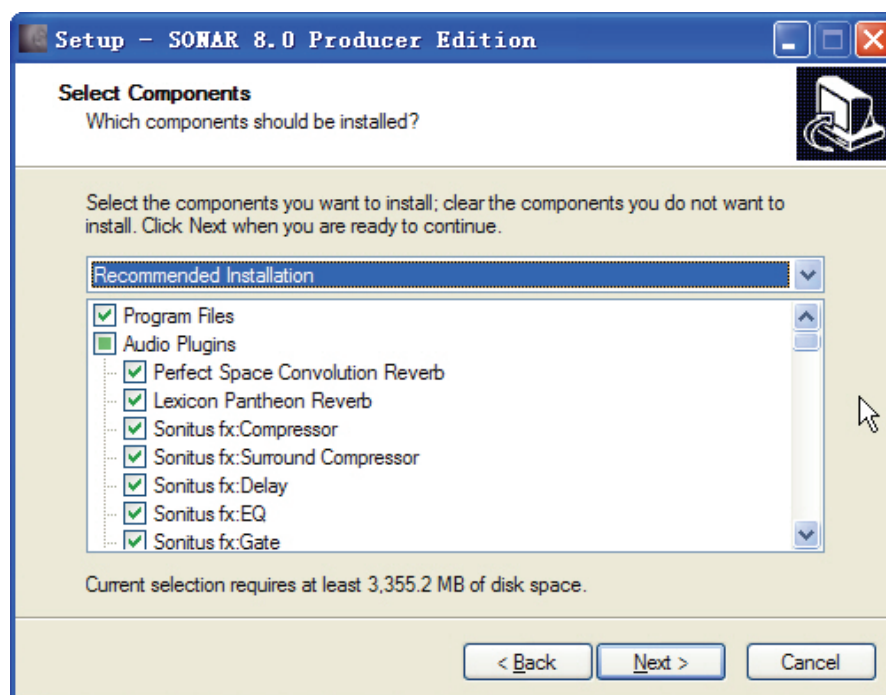 Setup - SONAR 8.0 Producer Edition
Select Components
Which components should be installed?
Select the components you want to install; clear the components you do not want to
install. Click Next when you are ready to continue.
Recommended Installation
Program Files
Audio Plugins
Perfect Space Convolution Reverb
Lexicon Pantheon Reverb
Sonitus fx:Compressor
Sonitus fx:Surround Compressor
Sonitus fx:Delay
Sonitus fx:EQ
Sonitus fx:Gate
Current selection requires at least 3,355.2 MB of disk space.
< Back Next > Cancel